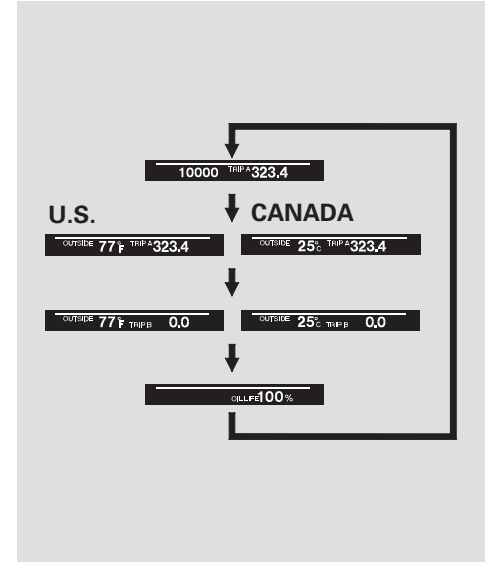 10000 TRIP A 323.4
U.S. CANADA
OUTSIDE 77°F TRIP A 323.4 OUTSIDE 25°C TRIP A 323.4
OUTSIDE 77°F TRIP B 0.0 OUTSIDE 25°C TRIP B 0.0
OIL LIFE 100 %